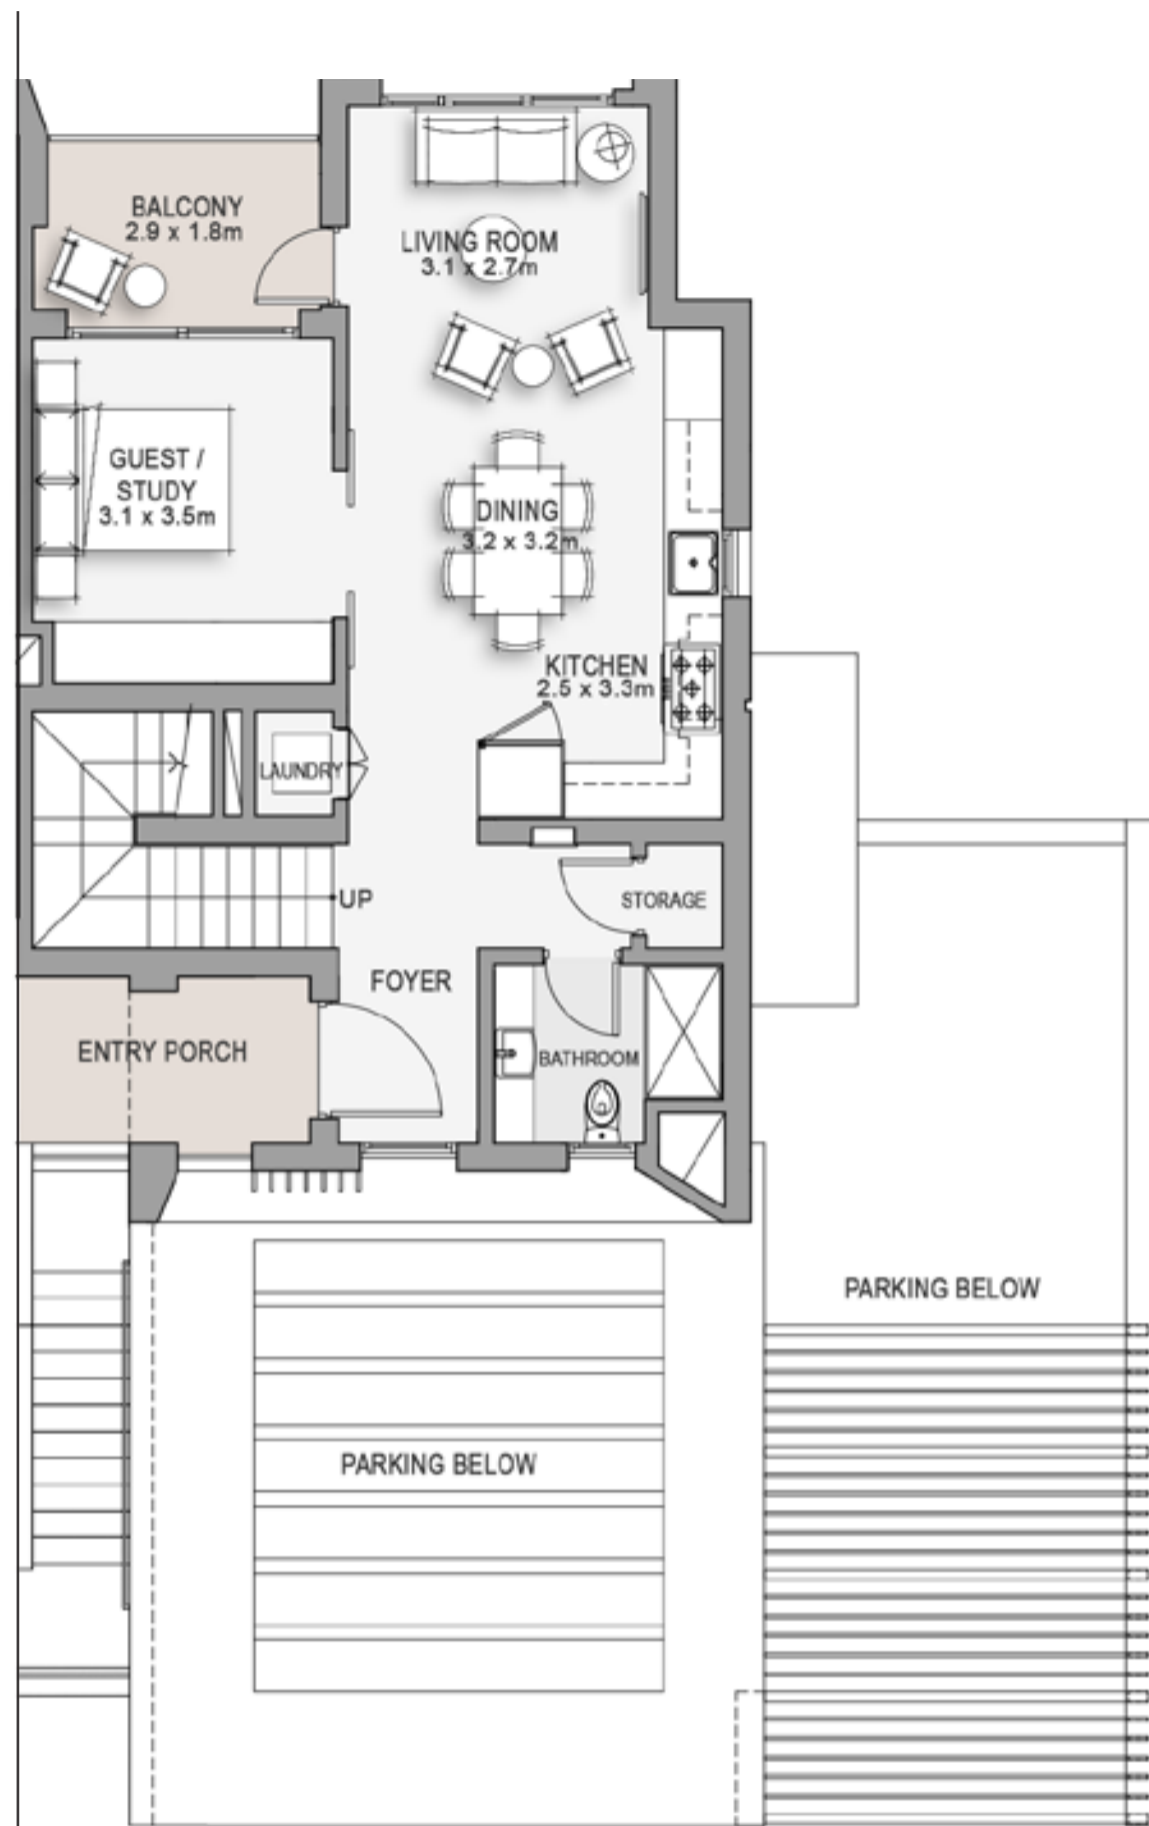 BALCONY
2.9 x 1.8m
LIVING ROOM
3.1 x 2.7m
GUEST /
STUDY
3.1 x 3.5m
DINING
3.2 x 3.2m
KITCHEN
2.5 x 3.3m
LAUNDRY
UP
STORAGE
FOYER
ENTRY PORCH
BATHROOM
PARKING BELOW
PARKING BELOW